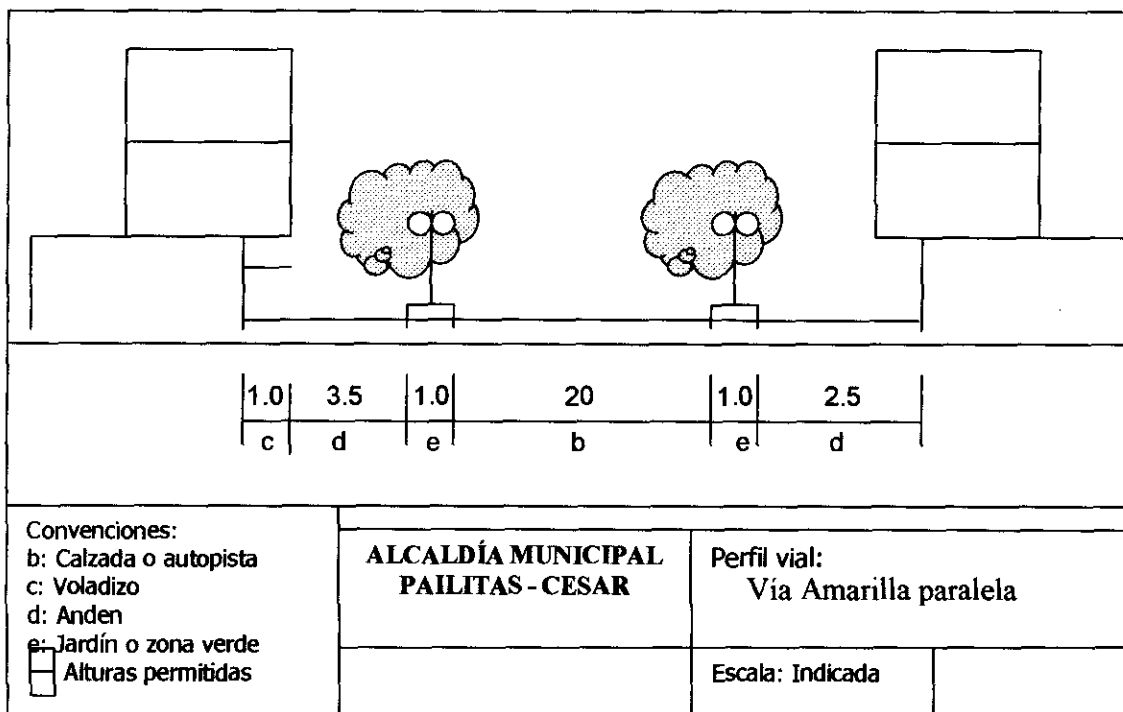 1.0 3.5 1.0 20 1.0 2.5
c d e b e d
Convenciones:
b: Calzada o autopista
c: Voladizo
d: Anden
e: Jardín o zona verde
Alturas permitidas
ALCALDÍA MUNICIPAL
PAILITAS - CESAR
Perfil vial:
Vía Amarilla paralela
Escala: Indicada